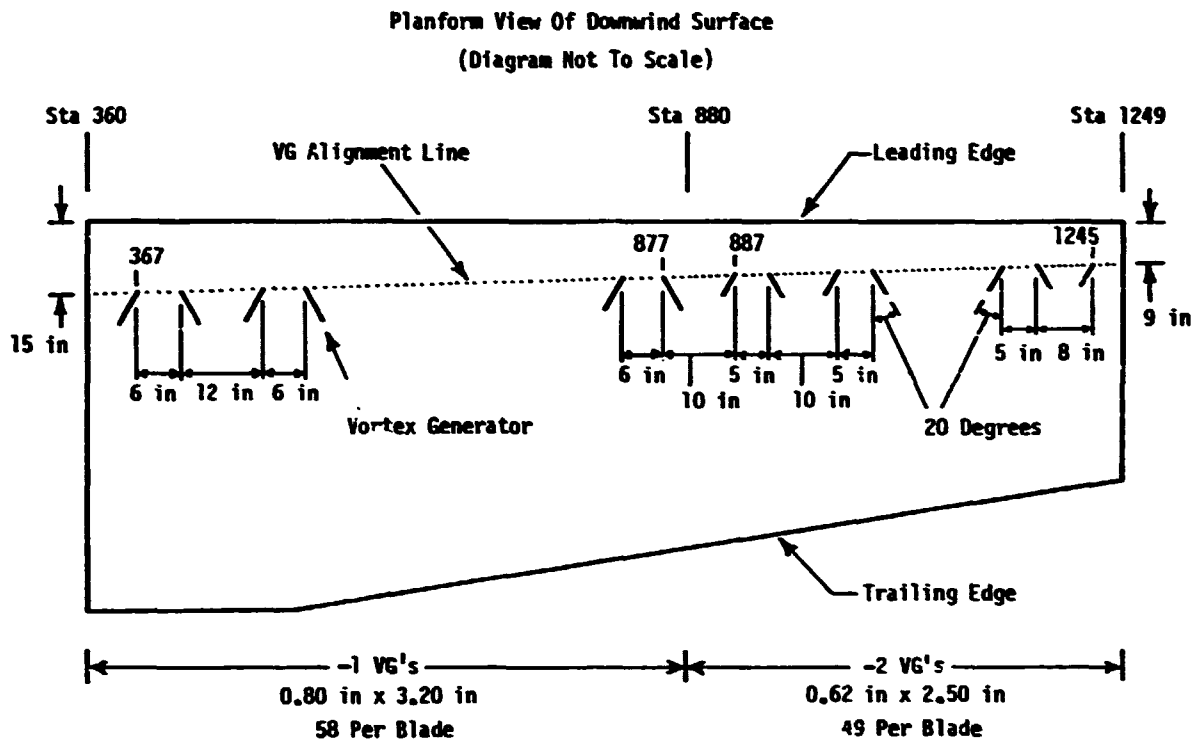 Planform View Of Downwind Surface
(Diagram Not To Scale)
Sta 360
Sta 880
Sta 1249
VG Alignment Line
Leading Edge
367
877
887
1245
15 in
9 in
6 in
12 in
6 in
6 in
10 in
5 in
10 in
5 in
5 in
8 in
Vortex Generator
20 Degrees
Trailing Edge
-1 VG's
0.80 in x 3.20 in
58 Per Blade
-2 VG's
0.62 in x 2.50 in
49 Per Blade